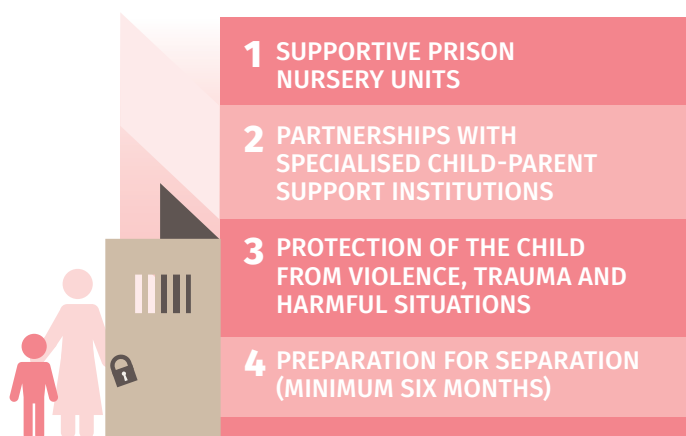 1 SUPPORTIVE PRISON
NURSERY UNITS
2 PARTNERSHIPS WITH
SPECIALISED CHILD-PARENT
SUPPORT INSTITUTIONS
3 PROTECTION OF THE CHILD
FROM VIOLENCE, TRAUMA AND
HARMFUL SITUATIONS
4 PREPARATION FOR SEPARATION
(MINIMUM SIX MONTHS)